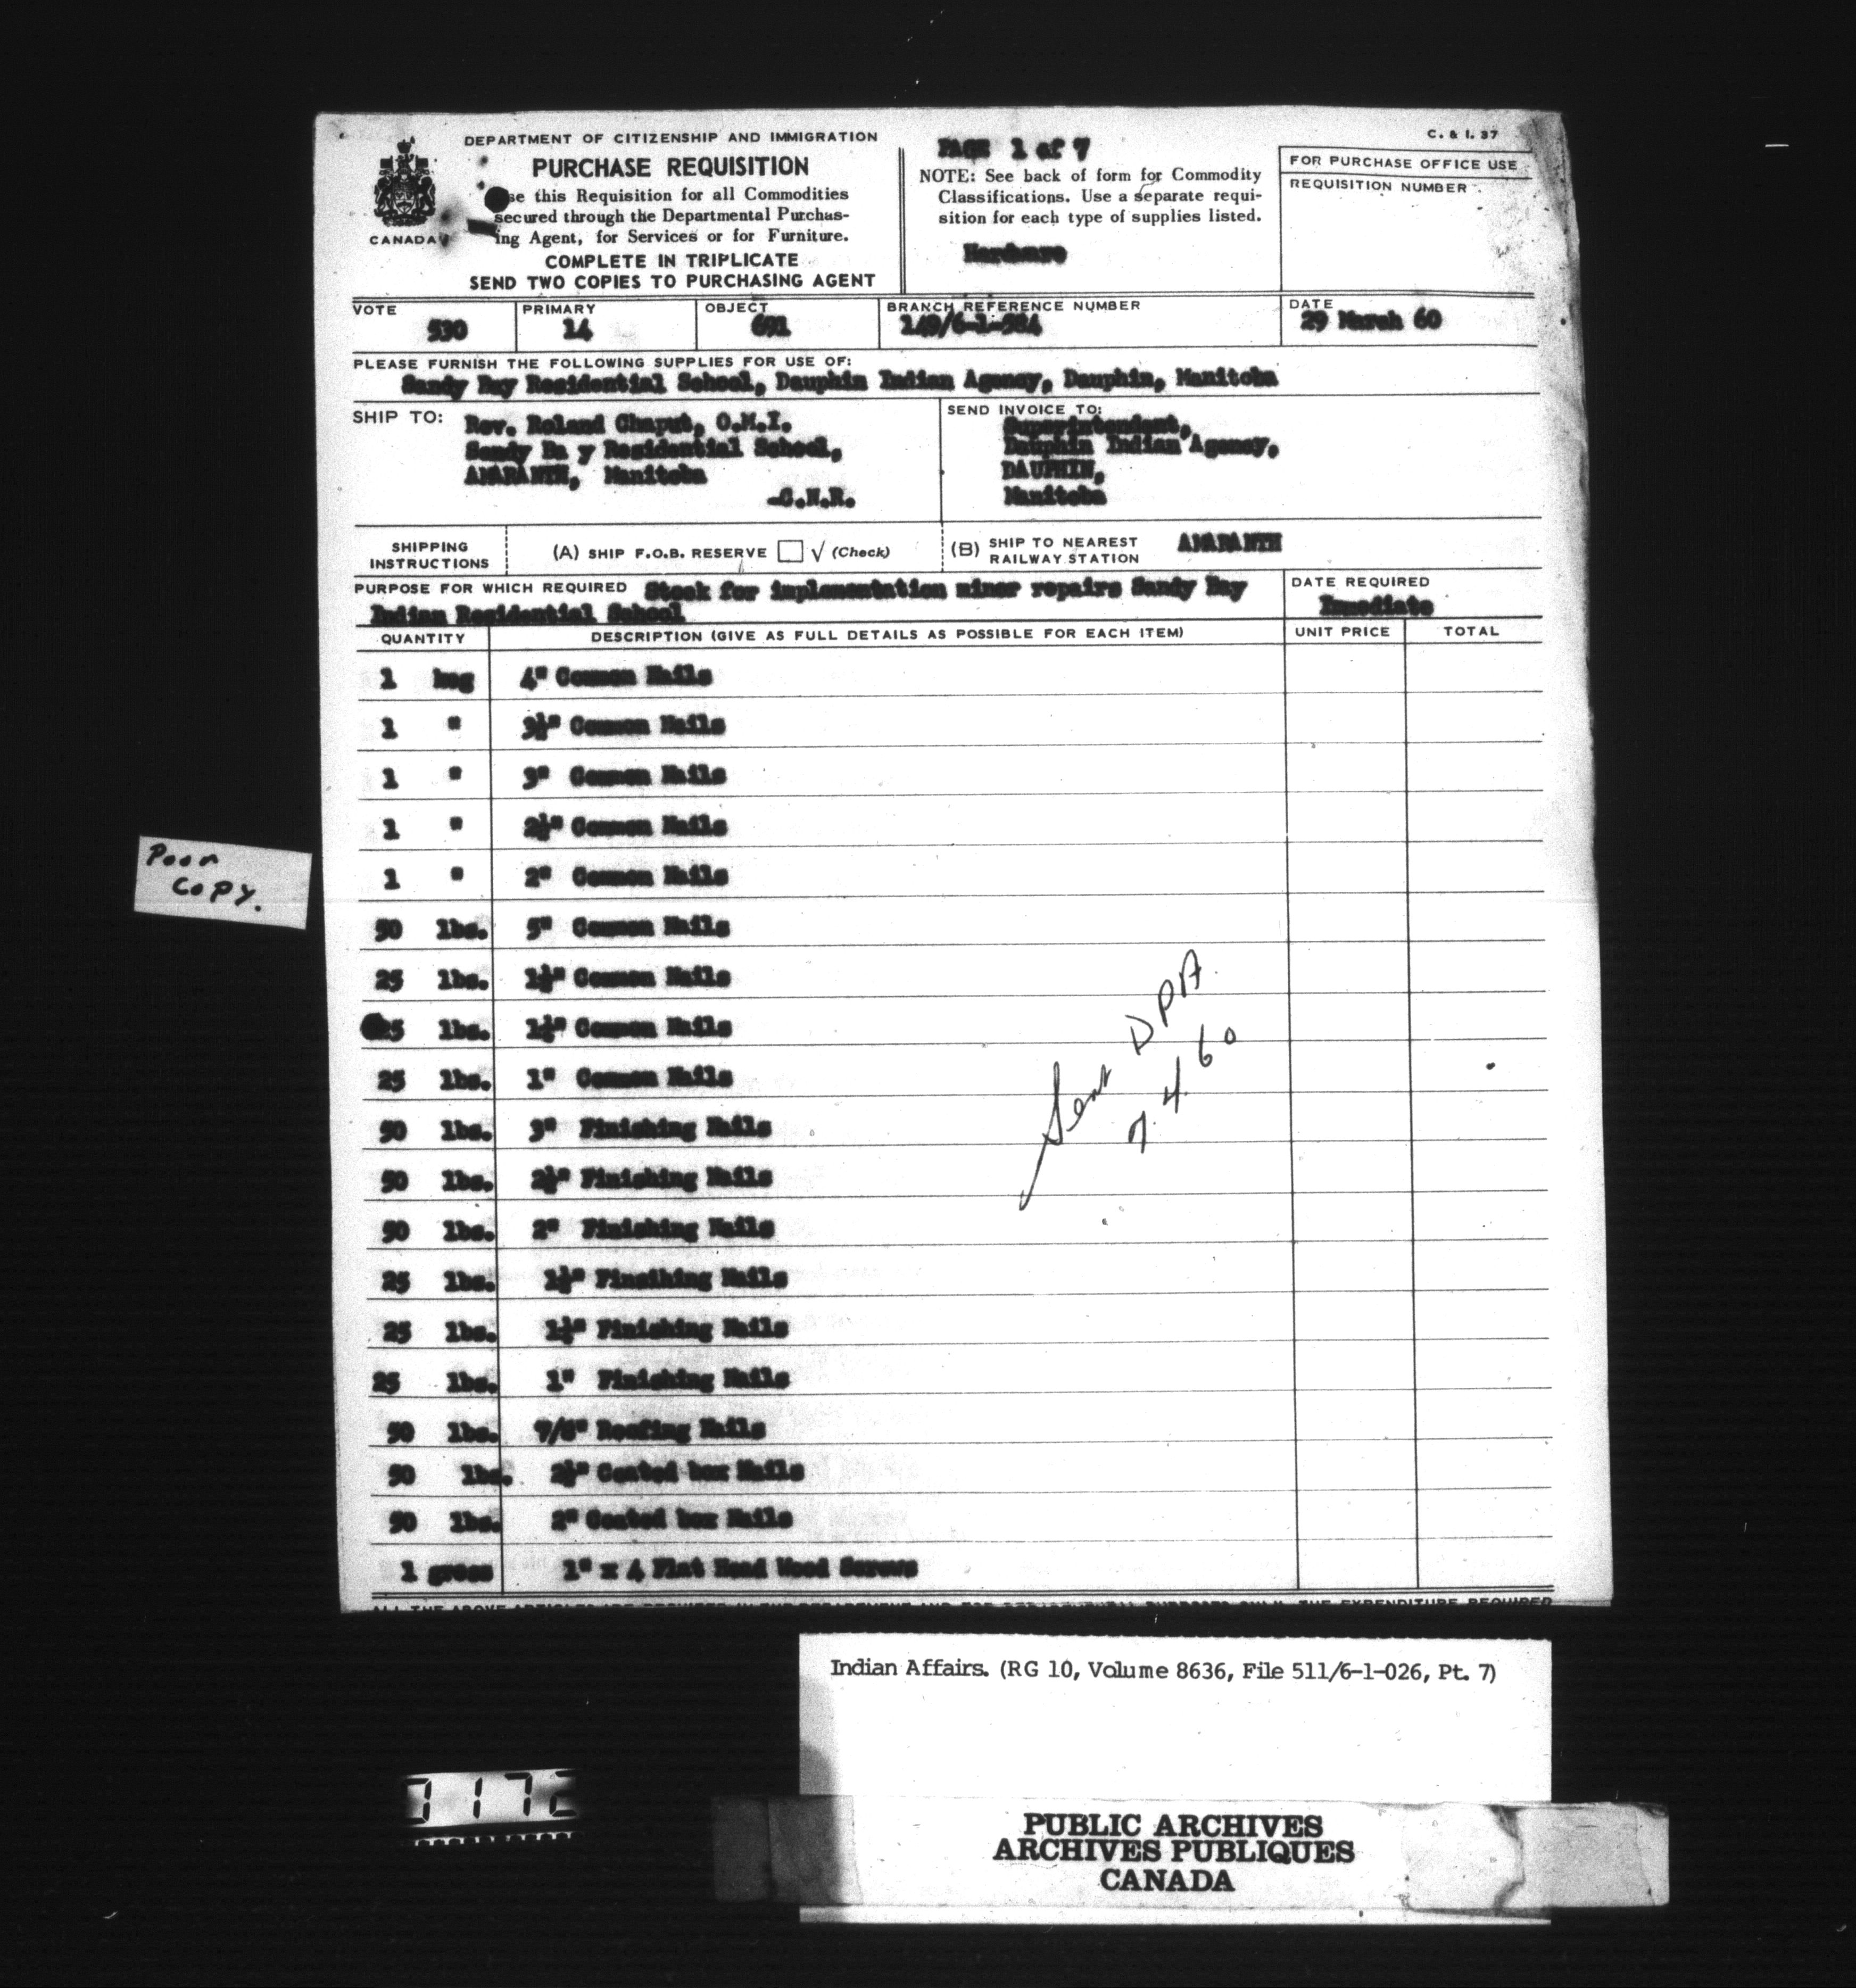 DEPARTMENT OF CITIZENSHIP AND IMMIGRATION
PURCHASE REQUISITION
se this Requisition for all Commodities
secured through the Departmental Purchas-
ing Agent, for Services or for Furniture.
COMPLETE IN TRIPLICATE
SEND TWO COPIES TO PURCHASING AGENT
CANADA
PAGE 1 of 7
NOTE: See back of form for Commodity
Classifications. Use a separate requi-
sition for each type of supplies listed.
Hardware
C. & I. 37
FOR PURCHASE OFFICE USE
REQUISITION NUMBER
VOTE PRIMARY OBJECT BRANCH REFERENCE NUMBER DATE
530 14 691 149/6-1-584 29 March 60
PLEASE FURNISH THE FOLLOWING SUPPLIES FOR USE OF:
Sandy Bay Residential School, Dauphin Indian Agency, Dauphin, Manitoba
SHIP TO:
Rev. Roland Chaput, O.M.I.
Sandy Ba y Residential School,
AMARANTH, Manitoba
-C.N.R.
SEND INVOICE TO:
Superintendent,
Dauphin Indian Agency,
DAUPHIN,
Manitoba
SHIPPING
INSTRUCTIONS
(A) SHIP F.O.B. RESERVE √ (Check)
(B) SHIP TO NEAREST
RAILWAY STATION
AMARANTH
PURPOSE FOR WHICH REQUIRED Stock for implementation minor repairs Sandy Bay
Indian Residential School
DATE REQUIRED
Immediate
QUANTITY DESCRIPTION (GIVE AS FULL DETAILS AS POSSIBLE FOR EACH ITEM) UNIT PRICE TOTAL
1 keg 4" Common Nails
1 " 3½" Common Nails
1 " 3" Common Nails
1 " 2½" Common Nails
1 " 2" Common Nails
50 lbs. 5" Common Nails
25 lbs. 1½" Common Nails
25 lbs. 1¼" Common Nails
25 lbs. 1" Common Nails
50 lbs. 3" Finishing Nails
50 lbs. 2½" Finishing Nails
50 lbs. 2" Finishing Nails
25 lbs. 1½" Finsihing Nails
25 lbs. 1¼" Finishing Nails
25 lbs. 1" Finishing Nails
50 lbs. 7/8" Roofing Nails
50 lbs. 2½" Coated box Nails
50 lbs. 2" Coated box Nails
1 gross 1" x 4 Flat Head Wood Screws
Sent DPA
7.4.60
Poor
Copy.
Indian Affairs. (RG 10, Volume 8636, File 511/6-1-026, Pt. 7)
0172
PUBLIC ARCHIVES
ARCHIVES PUBLIQUES
CANADA